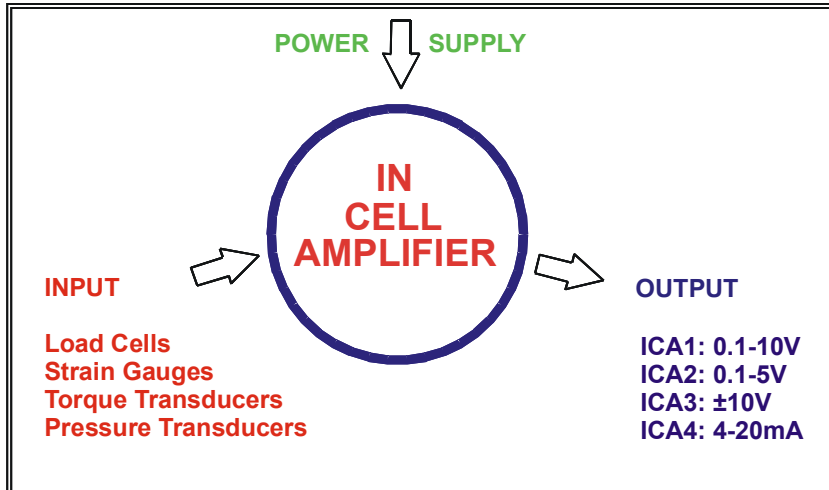 POWER SUPPLY
IN
CELL
AMPLIFIER
INPUT
Load Cells
Strain Gauges
Torque Transducers
Pressure Transducers
OUTPUT
ICA1: 0.1-10V
ICA2: 0.1-5V
ICA3: ±10V
ICA4: 4-20mA